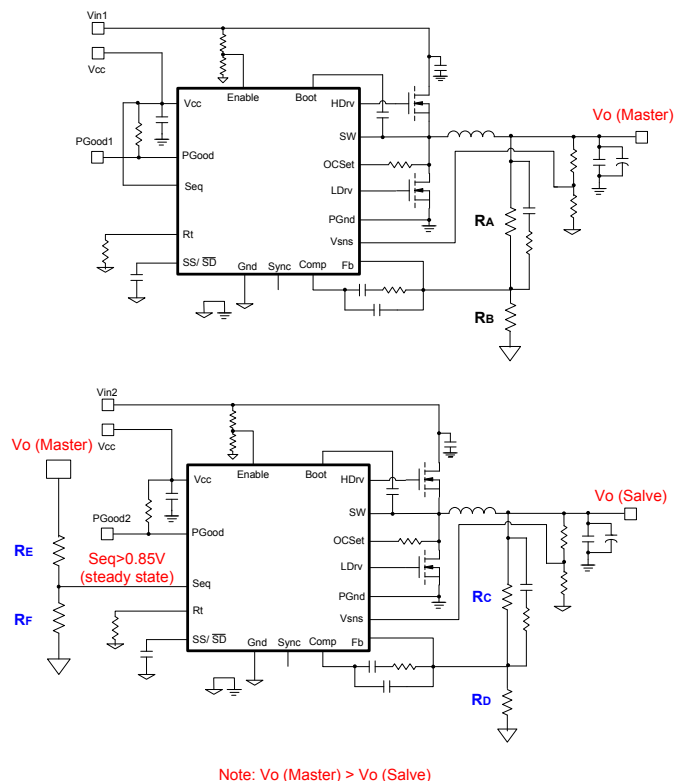 Vin1
Vcc
Vcc
Enable
Boot
HDrv
SW
Vo (Master)
PGood1
PGood
OCSet
Seq
LDrv
PGnd
RA
Rt
Vsns
SS/ SD
Gnd
Sync
Comp
Fb
RB
Vin2
Vo (Master)
Vcc
Vcc
Enable
Boot
HDrv
SW
Vo (Salve)
PGood2
PGood
OCSet
RE
Seq>0.85V
(steady state)
Seq
LDrv
RC
RF
Rt
PGnd
Vsns
SS/ SD
Gnd
Sync
Comp
Fb
RD
Note: Vo (Master) > Vo (Salve)